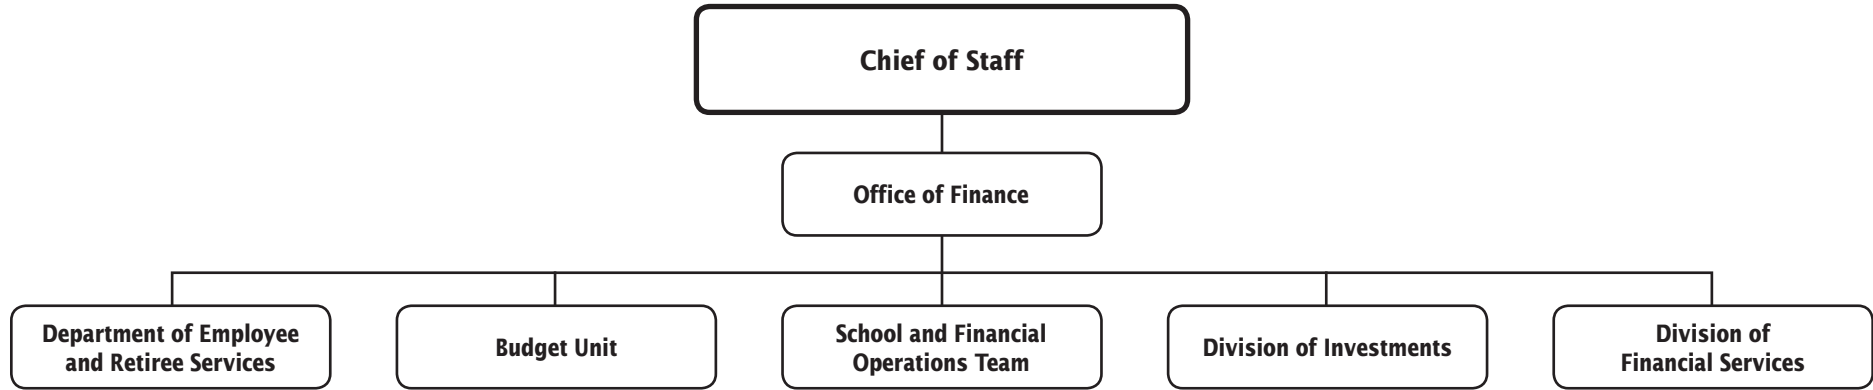 Chief of Staff
Office of Finance
Department of Employee
and Retiree Services
Budget Unit
School and Financial
Operations Team
Division of Investments
Division of
Financial Services